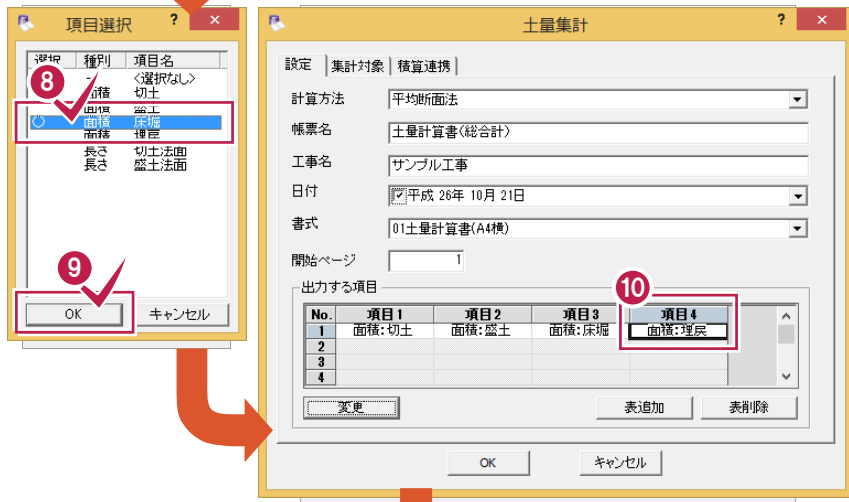 項目選択 ? ×
選択 種別 項目名
- <選択なし>
面積 切土
面積 盛土
面積 床堀
面積 埋戻
長さ 切土法面
長さ 盛土法面
8
9
OK キャンセル
土量集計 ? ×
設定 集計対象 積算連携
計算方法 平均断面法
帳票名 土量計算書(総合計)
工事名 サンプル工事
日付 平成 26年 10月 21日
書式 01土量計算書(A4横)
開始ページ 1
出力する項目
10
No. 項目1 項目2 項目3 項目4
1 面積:切土 面積:盛土 面積:床堀 面積:埋戻
2
3
4
変更 表追加 表削除
OK キャンセル